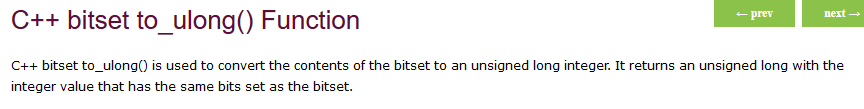 C++ bitset to_ulong() Function
← prev next →
C++ bitset to_ulong() is used to convert the contents of the bitset to an unsigned long integer. It returns an unsigned long with the
integer value that has the same bits set as the bitset.